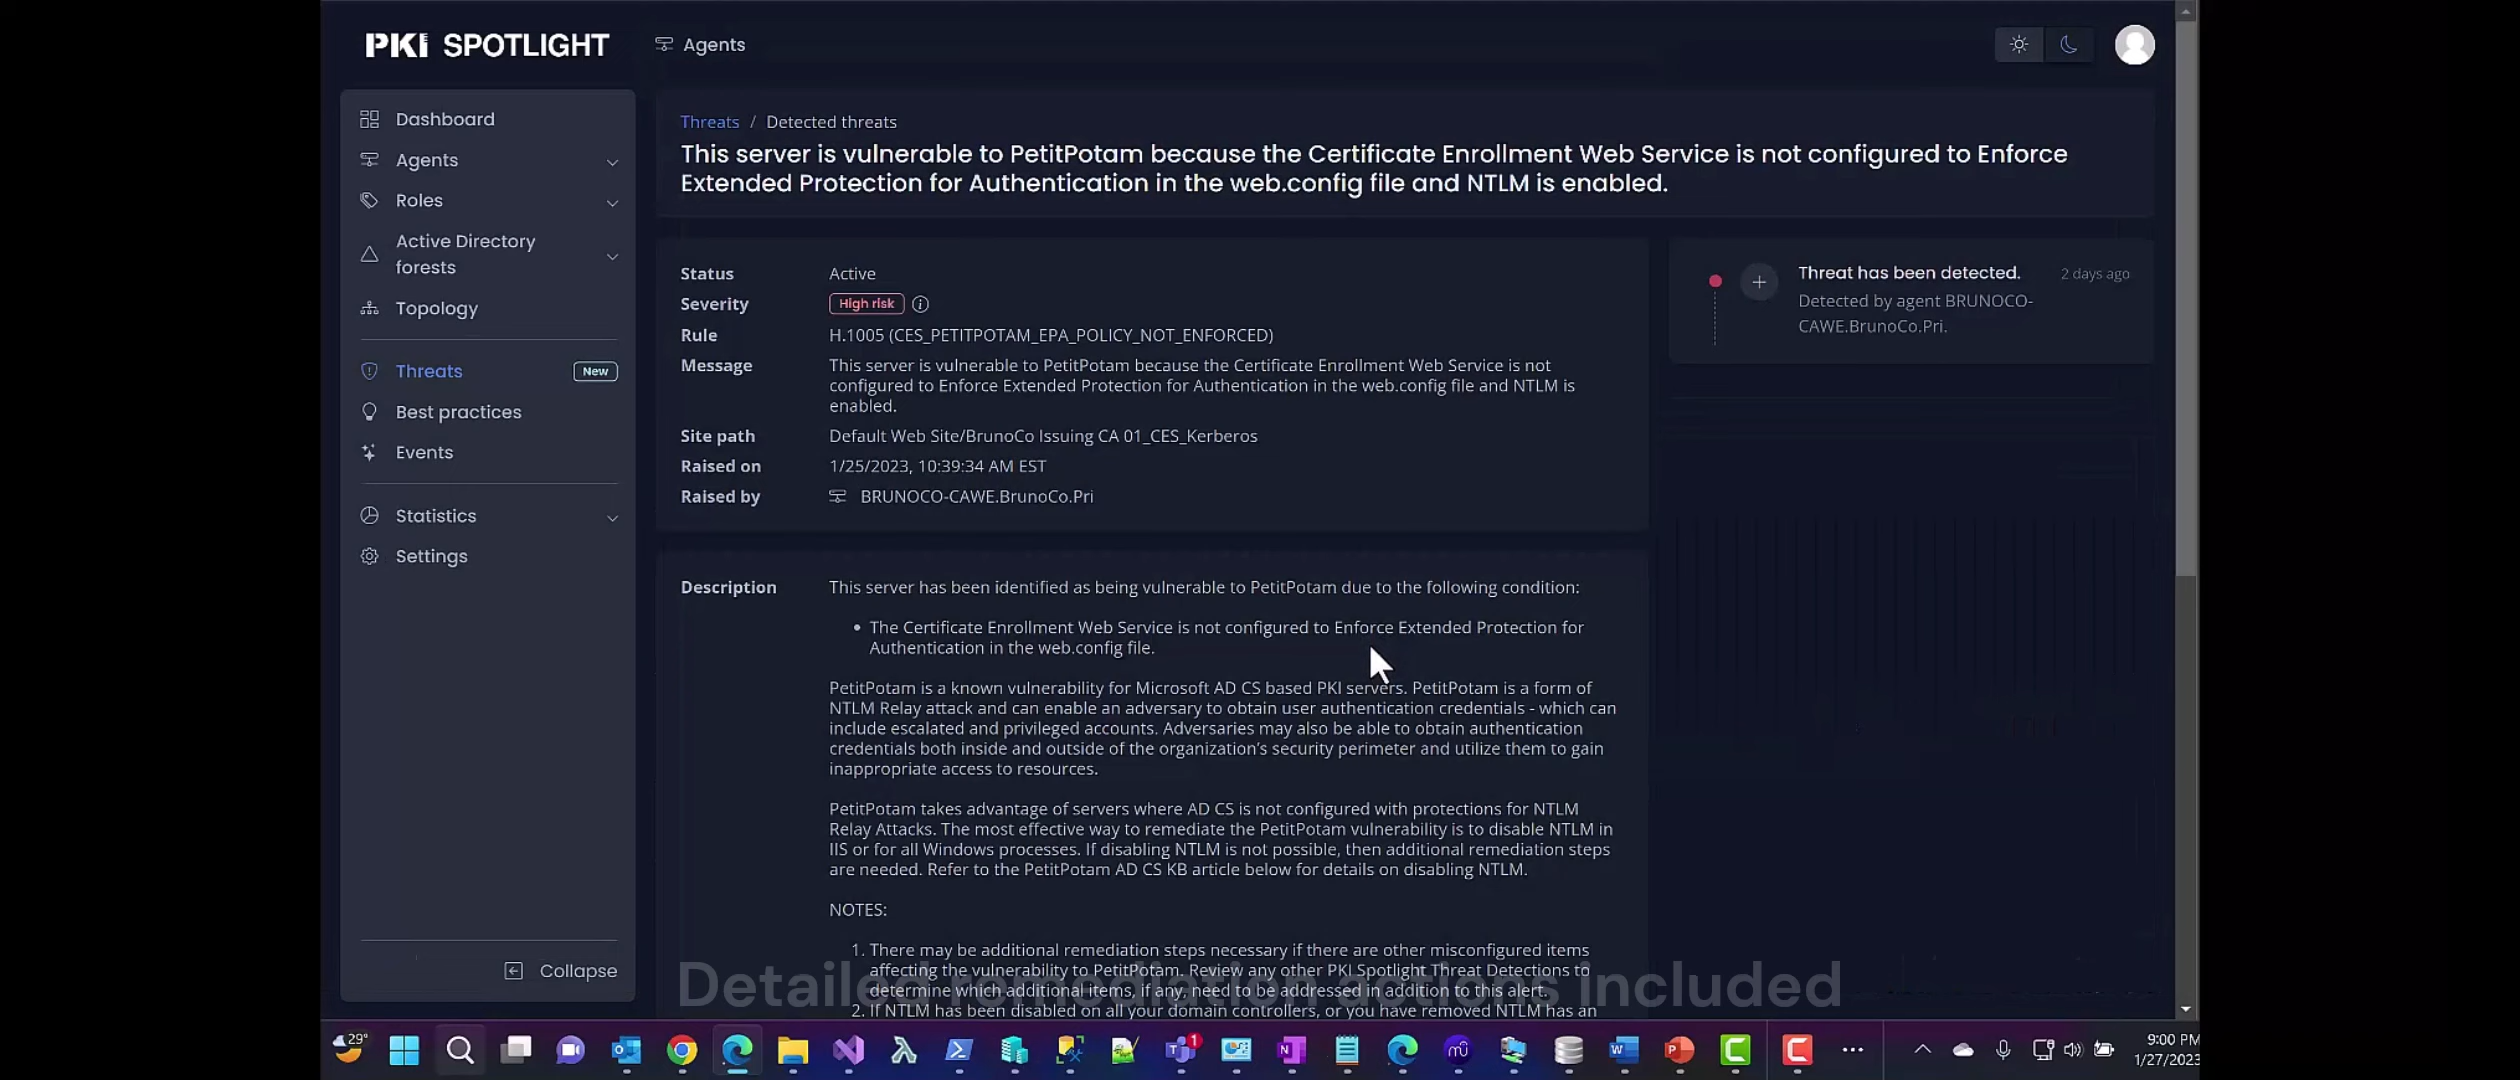 PKI SPOTLIGHT
Agents
Dashboard
Agents
Roles
Active Directory
forests
Topology
Threats New
Best practices
Events
Statistics
Settings
Collapse
Threats / Detected threats
This server is vulnerable to PetitPotam because the Certificate Enrollment Web Service is not configured to Enforce
Extended Protection for Authentication in the web.config file and NTLM is enabled.
Status Active
Severity High risk
Rule H.1005 (CES_PETITPOTAM_EPA_POLICY_NOT_ENFORCED)
Message This server is vulnerable to PetitPotam because the Certificate Enrollment Web Service is not
configured to Enforce Extended Protection for Authentication in the web.config file and NTLM is
enabled.
Site path Default Web Site/BrunoCo Issuing CA 01_CES_Kerberos
Raised on 1/25/2023, 10:39:34 AM EST
Raised by BRUNOCO-CAWE.BrunoCo.Pri
Threat has been detected. 2 days ago
Detected by agent BRUNOCO-
CAWE.BrunoCo.Pri.
Description This server has been identified as being vulnerable to PetitPotam due to the following condition:
• The Certificate Enrollment Web Service is not configured to Enforce Extended Protection for
Authentication in the web.config file.
PetitPotam is a known vulnerability for Microsoft AD CS based PKI servers. PetitPotam is a form of
NTLM Relay attack and can enable an adversary to obtain user authentication credentials - which can
include escalated and privileged accounts. Adversaries may also be able to obtain authentication
credentials both inside and outside of the organization's security perimeter and utilize them to gain
inappropriate access to resources.
PetitPotam takes advantage of servers where AD CS is not configured with protections for NTLM
Relay Attacks. The most effective way to remediate the PetitPotam vulnerability is to disable NTLM in
IIS or for all Windows processes. If disabling NTLM is not possible, then additional remediation steps
are needed. Refer to the PetitPotam AD CS KB article below for details on disabling NTLM.
NOTES:
1. There may be additional remediation steps necessary if there are other misconfigured items
affecting the vulnerability to PetitPotam. Review any other PKI Spotlight Threat Detections to
determine which additional items, if any, need to be addressed in addition to this alert.
2. If NTLM has been disabled on all your domain controllers, or you have removed NTLM has an
Detailed remediation actions included
29°
1
9:00 PM
1/27/2023